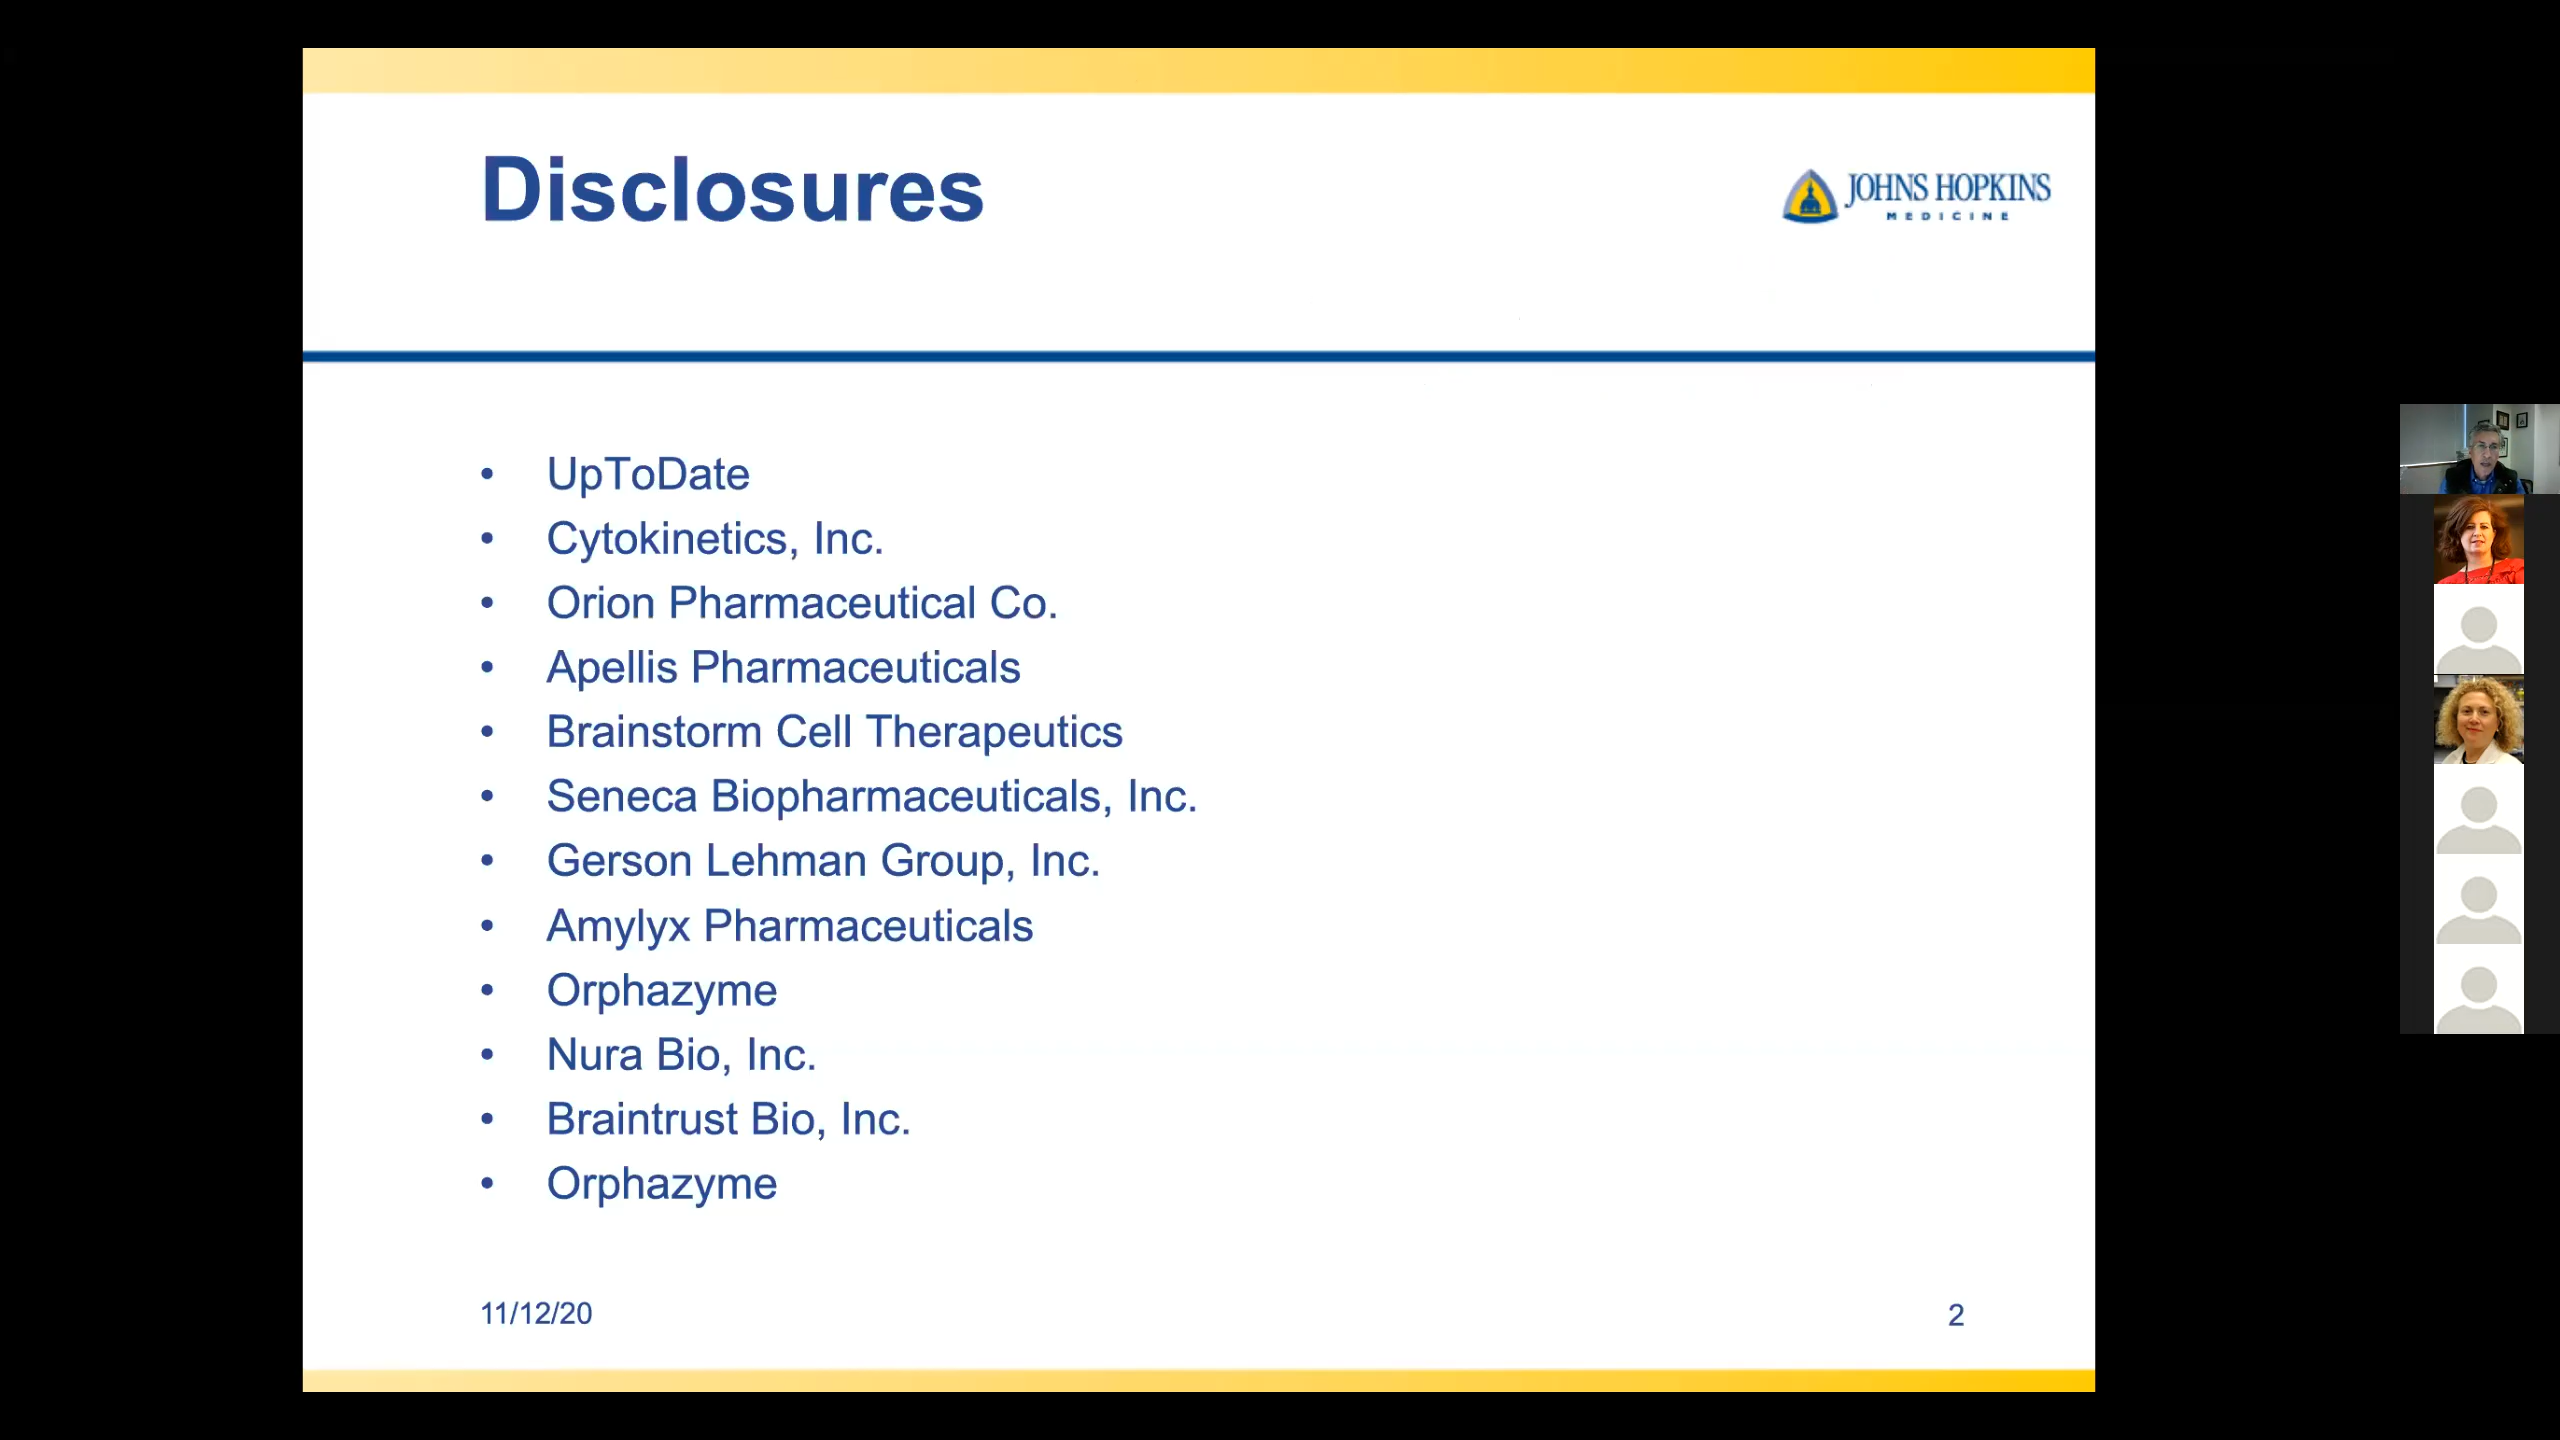 Disclosures
JOHNS HOPKINS
MEDICINE
• UpToDate
• Cytokinetics, Inc.
• Orion Pharmaceutical Co.
• Apellis Pharmaceuticals
• Brainstorm Cell Therapeutics
• Seneca Biopharmaceuticals, Inc.
• Gerson Lehman Group, Inc.
• Amylyx Pharmaceuticals
• Orphazyme
• Nura Bio, Inc.
• Braintrust Bio, Inc.
• Orphazyme
11/12/20
2